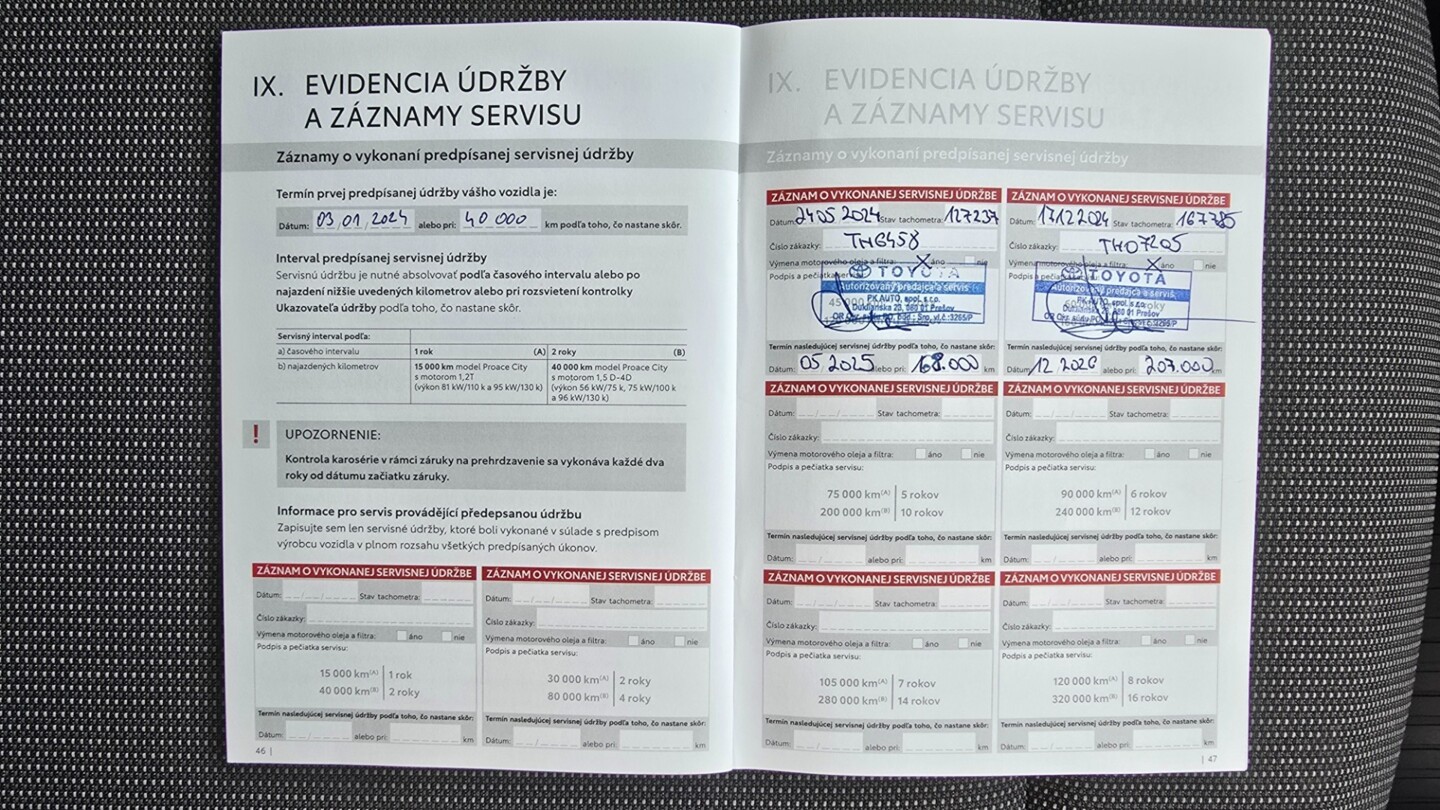 IX. EVIDENCIA ÚDRŽBY
A ZÁZNAMY SERVISU
Záznamy o vykonaní predpísanej servisnej údržby
Termín prvej predpísanej údržby vášho vozidla je:
Dátum: 03/01/2024 alebo pri: 40 000 km podľa toho, čo nastane skôr.
Interval predpísanej servisnej údržby
Servisnú údržbu je nutné absolvovať podľa časového intervalu alebo po
najazdení nižšie uvedených kilometrov alebo pri rozsvietení kontrolky
Ukazovateľa údržby podľa toho, čo nastane skôr.
Servisný interval podľa:
a) časového intervalu 1 rok (A) 2 roky (B)
b) najazdených kilometrov 15 000 km model Proace City 40 000 km model Proace City
s motorom 1,2T s motorom 1,5 D-4D
(výkon 81 kW/110 k a 95 kW/130 k) (výkon 56 kW/75 k, 75 kW/100 k
a 96 kW/130 k)
! UPOZORNENIE:
Kontrola karosérie v rámci záruky na prehrdzavenie sa vykonáva každé dva
roky od dátumu začiatku záruky.
Informace pro servis provádějící předepsanou údržbu
Zapisujte sem len servisné údržby, ktoré boli vykonané v súlade s predpisom
výrobcu vozidla v plnom rozsahu všetkých predpísaných úkonov.
ZÁZNAM O VYKONANEJ SERVISNEJ ÚDRŽBE
Dátum: Stav tachometra:
Číslo zákazky:
Výmena motorového oleja a filtra: áno nie
Podpis a pečiatka servisu:
15 000 km(A) 1 rok
40 000 km(B) 2 roky
Termín nasledujúcej servisnej údržby podľa toho, čo nastane skôr:
Dátum: alebo pri: km
ZÁZNAM O VYKONANEJ SERVISNEJ ÚDRŽBE
Dátum: Stav tachometra:
Číslo zákazky:
Výmena motorového oleja a filtra: áno nie
Podpis a pečiatka servisu:
30 000 km(A) 2 roky
80 000 km(B) 4 roky
Termín nasledujúcej servisnej údržby podľa toho, čo nastane skôr:
Dátum: alebo pri: km
46 |
IX. EVIDENCIA ÚDRŽBY
A ZÁZNAMY SERVISU
Záznamy o vykonaní predpísanej servisnej údržby
ZÁZNAM O VYKONANEJ SERVISNEJ ÚDRŽBE
Dátum: 24 05 2024 Stav tachometra: 127237
Číslo zákazky: TH6458
Výmena motorového oleja a filtra: X áno nie
Podpis a pečiatka
TOYOTA
Autorizovaný predajca a servis
PK AUTO, spol. s r.o.
Duklianska 20, 080 01 Prešov
Termín nasledujúcej servisnej údržby podľa toho, čo nastane skôr:
Dátum: 05 2025 alebo pri: 168.000 km
ZÁZNAM O VYKONANEJ SERVISNEJ ÚDRŽBE
Dátum: 17 12 2024 Stav tachometra: 167785
Číslo zákazky: TH07205
Výmena motorového oleja a filtra: X áno nie
TOYOTA
Autorizovaný predajca a servis
PK AUTO, spol. s r.o.
Duklianska 20, 080 01 Prešov
Termín nasledujúcej servisnej údržby podľa toho, čo nastane skôr:
Dátum: 12 2026 alebo pri: 207.000 km
ZÁZNAM O VYKONANEJ SERVISNEJ ÚDRŽBE
Dátum: Stav tachometra:
Číslo zákazky:
Výmena motorového oleja a filtra: áno nie
Podpis a pečiatka servisu:
75 000 km(A) 5 rokov
200 000 km(B) 10 rokov
Termín nasledujúcej servisnej údržby podľa toho, čo nastane skôr:
Dátum: alebo pri: km
ZÁZNAM O VYKONANEJ SERVISNEJ ÚDRŽBE
Dátum: Stav tachometra:
Číslo zákazky:
Výmena motorového oleja a filtra: áno nie
Podpis a pečiatka servisu:
90 000 km(A) 6 rokov
240 000 km(B) 12 rokov
Termín nasledujúcej servisnej údržby podľa toho, čo nastane skôr:
Dátum: alebo pri: km
ZÁZNAM O VYKONANEJ SERVISNEJ ÚDRŽBE
Dátum: Stav tachometra:
Číslo zákazky:
Výmena motorového oleja a filtra: áno nie
Podpis a pečiatka servisu:
105 000 km(A) 7 rokov
280 000 km(B) 14 rokov
Termín nasledujúcej servisnej údržby podľa toho, čo nastane skôr:
Dátum: alebo pri: km
ZÁZNAM O VYKONANEJ SERVISNEJ ÚDRŽBE
Dátum: Stav tachometra:
Číslo zákazky:
Výmena motorového oleja a filtra: áno nie
Podpis a pečiatka servisu:
120 000 km(A) 8 rokov
320 000 km(B) 16 rokov
Termín nasledujúcej servisnej údržby podľa toho, čo nastane skôr:
Dátum: alebo pri: km
| 47